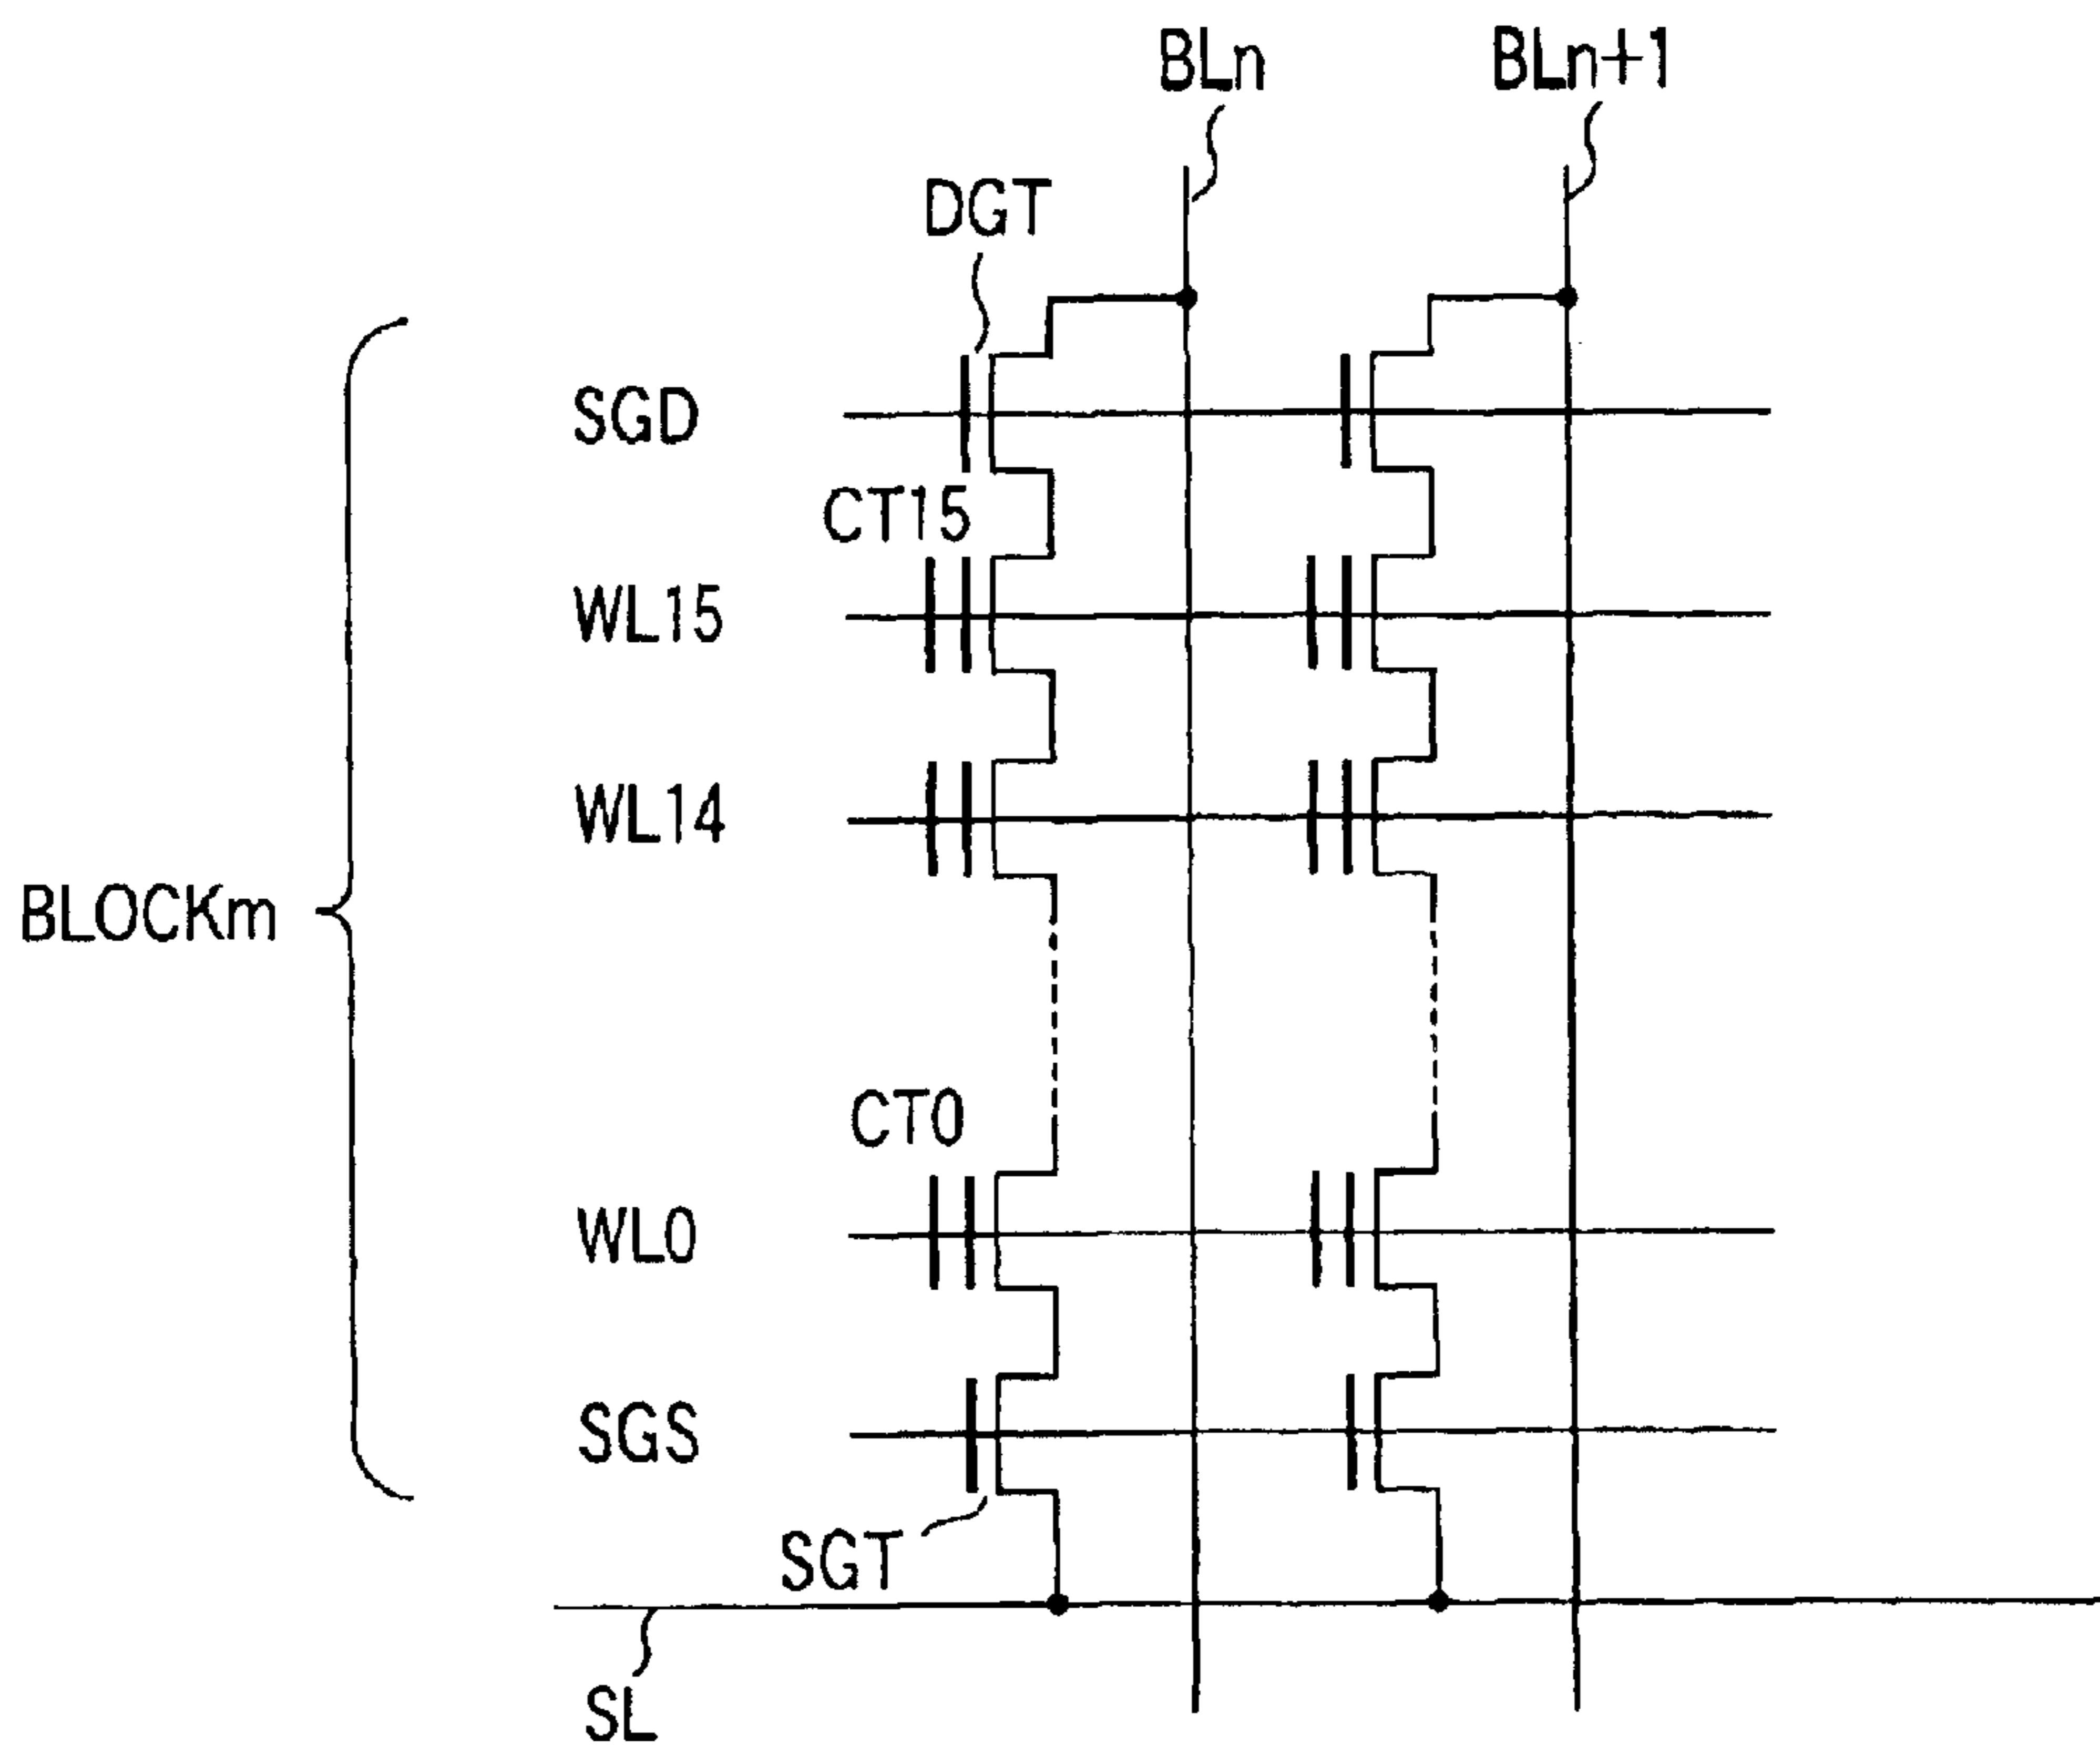 BLn
BLn+1
DGT
SGD
CT15
WL15
WL14
BLOCKm
CT0
WL0
SGS
SGT
SL